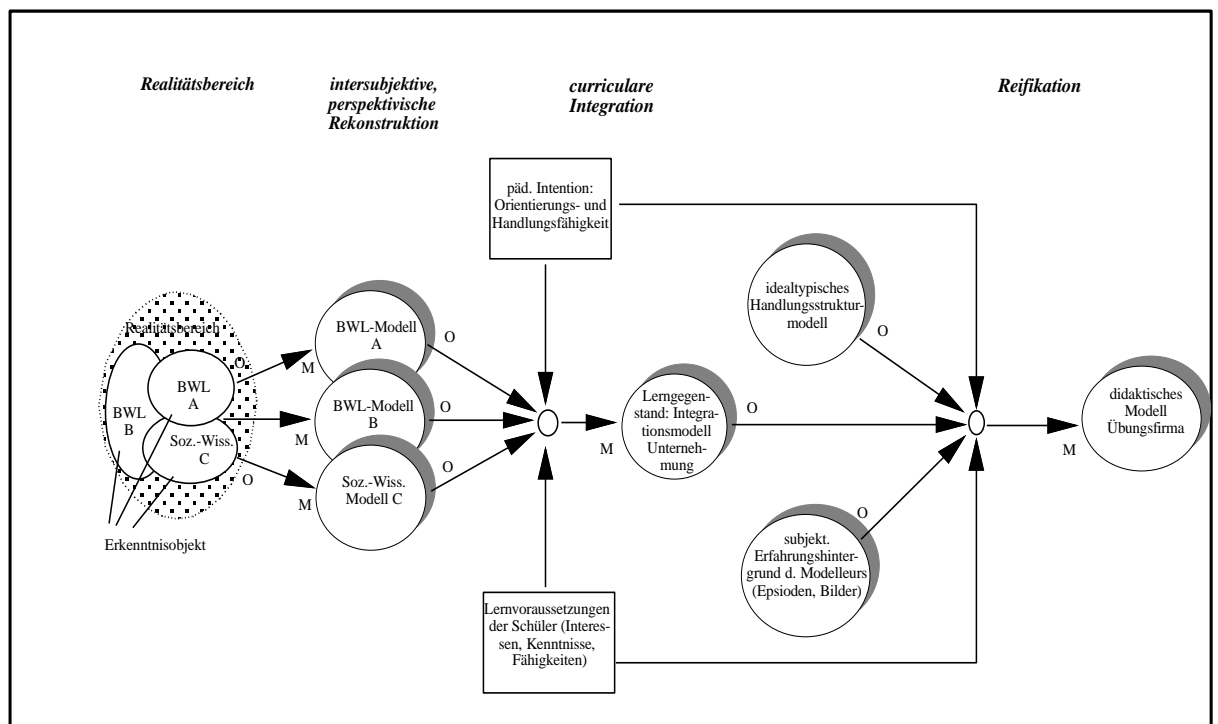 Realitätsbereich
intersubjektive,
perspektivische
Rekonstruktion
curriculare
Integration
Reifikation
päd. Intention:
Orientierungs- und
Handlungsfähigkeit
Realitätsbereich
BWL
A
BWL
B
Soz.-Wiss.
C
O
O
Erkenntnisobjekt
M
M
M
BWL-Modell
A
BWL-Modell
B
Soz.-Wiss.
Modell C
O
O
O
M
Lerngegen-
stand: Integra-
tionsmodell
Unterneh-
mung
O
idealtypisches
Handlungsstruktur-
modell
O
subjekt.
Erfahrungshinter-
grund d. Modelleurs
(Epsioden, Bilder)
O
Lernvoraussetzungen
der Schüler (Interes-
sen, Kenntnisse,
Fähigkeiten)
M
didaktisches
Modell
Übungsfirma